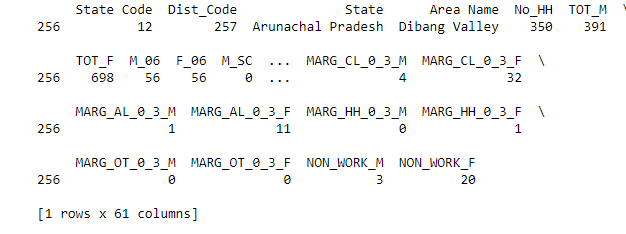 State Code Dist_Code State Area Name No_HH TOT_M \
256 12 257 Arunachal Pradesh Dibang Valley 350 391
TOT_F M_06 F_06 M_SC ... MARG_CL_0_3_M MARG_CL_0_3_F \
256 698 56 56 0 ... 4 32
MARG_AL_0_3_M MARG_AL_0_3_F MARG_HH_0_3_M MARG_HH_0_3_F \
256 1 11 0 1
MARG_OT_0_3_M MARG_OT_0_3_F NON_WORK_M NON_WORK_F
256 0 0 3 20
[1 rows x 61 columns]